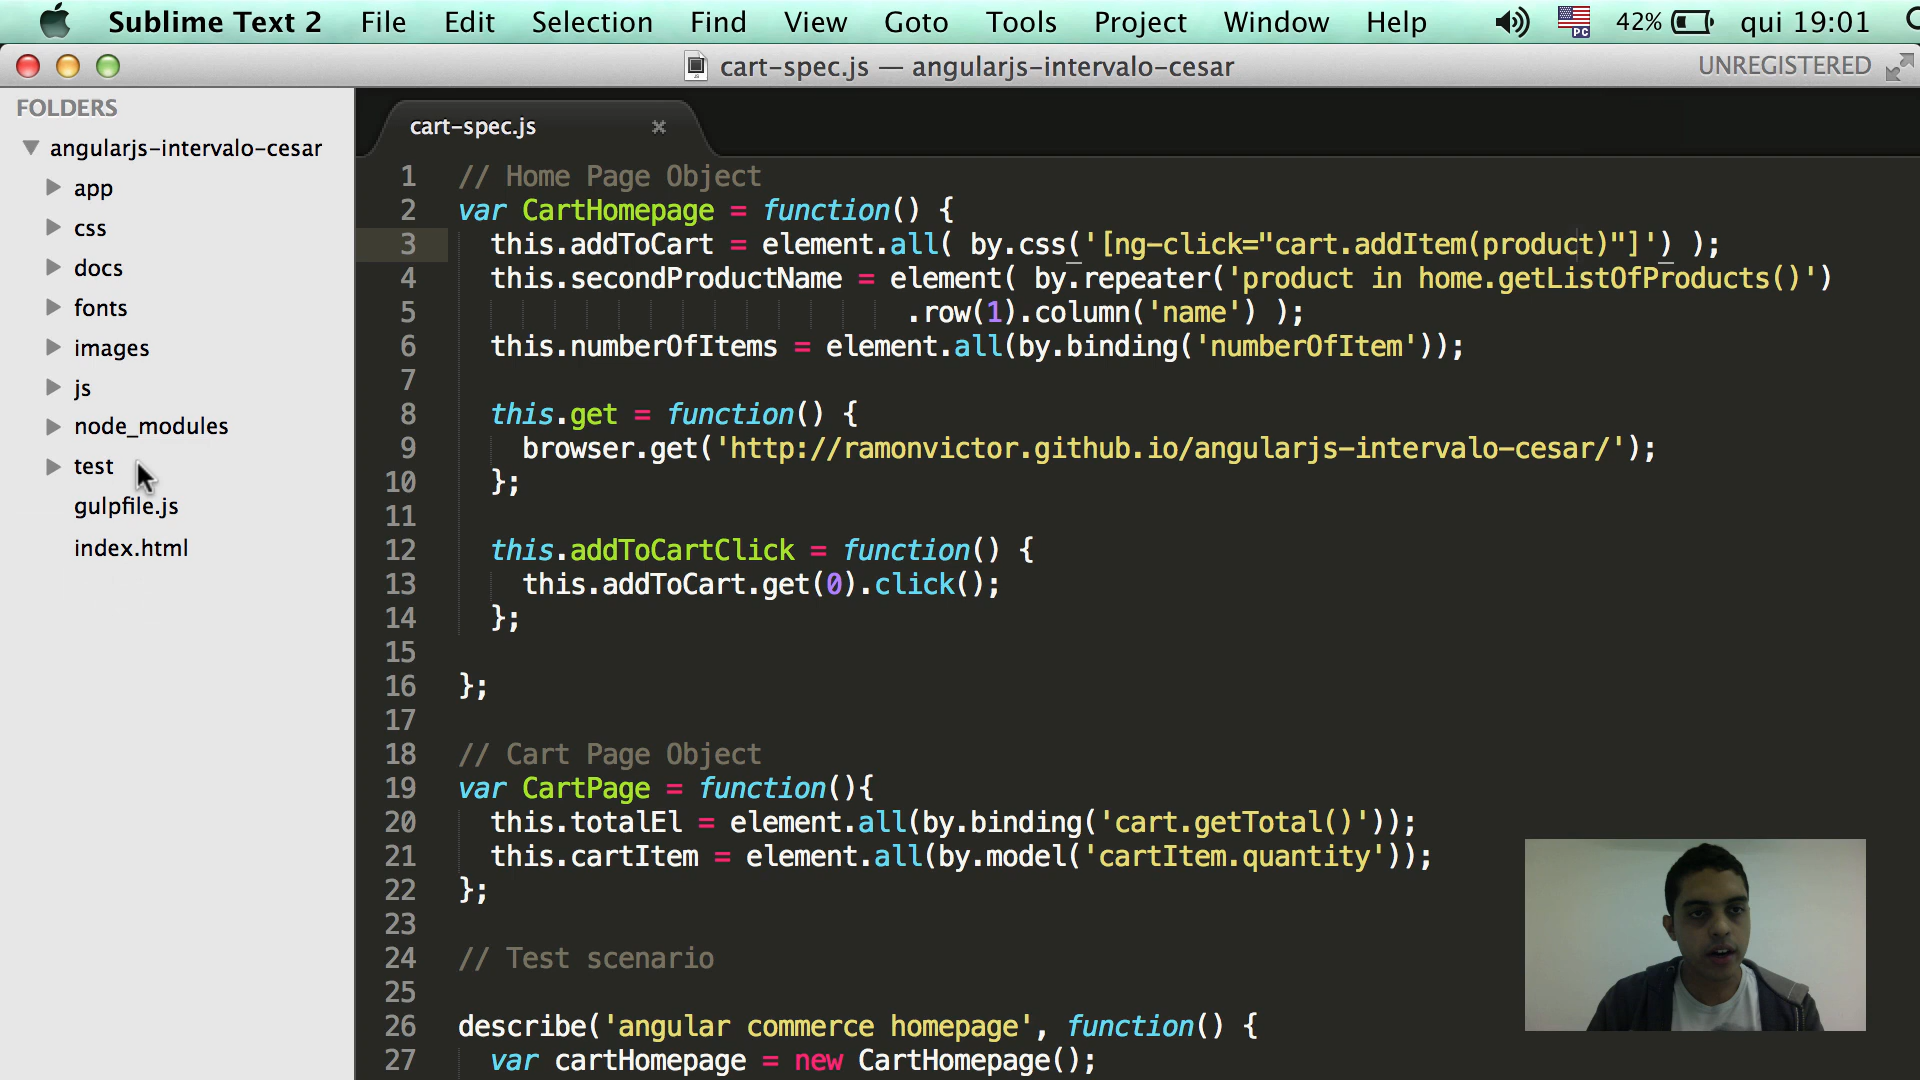 Sublime Text 2 File Edit Selection Find View Goto Tools Project Window Help PC 42% qui 19:01
cart-spec.js — angularjs-intervalo-cesar UNREGISTERED
FOLDERS
angularjs-intervalo-cesar
app
css
docs
fonts
images
js
node_modules
test
gulpfile.js
index.html
cart-spec.js
1 // Home Page Object
2 var CartHomepage = function() {
3 this.addToCart = element.all( by.css('[ng-click="cart.addItem(product)"]') );
4 this.secondProductName = element( by.repeater('product in home.getListOfProducts()')
5 .row(1).column('name') );
6 this.numberOfItems = element.all(by.binding('numberOfItem'));
7
8 this.get = function() {
9 browser.get('http://ramonvictor.github.io/angularjs-intervalo-cesar/');
10 };
11
12 this.addToCartClick = function() {
13 this.addToCart.get(0).click();
14 };
15
16 };
17
18 // Cart Page Object
19 var CartPage = function(){
20 this.totalEl = element.all(by.binding('cart.getTotal()'));
21 this.cartItem = element.all(by.model('cartItem.quantity'));
22 };
23
24 // Test scenario
25
26 describe('angular commerce homepage', function() {
27 var cartHomepage = new CartHomepage();